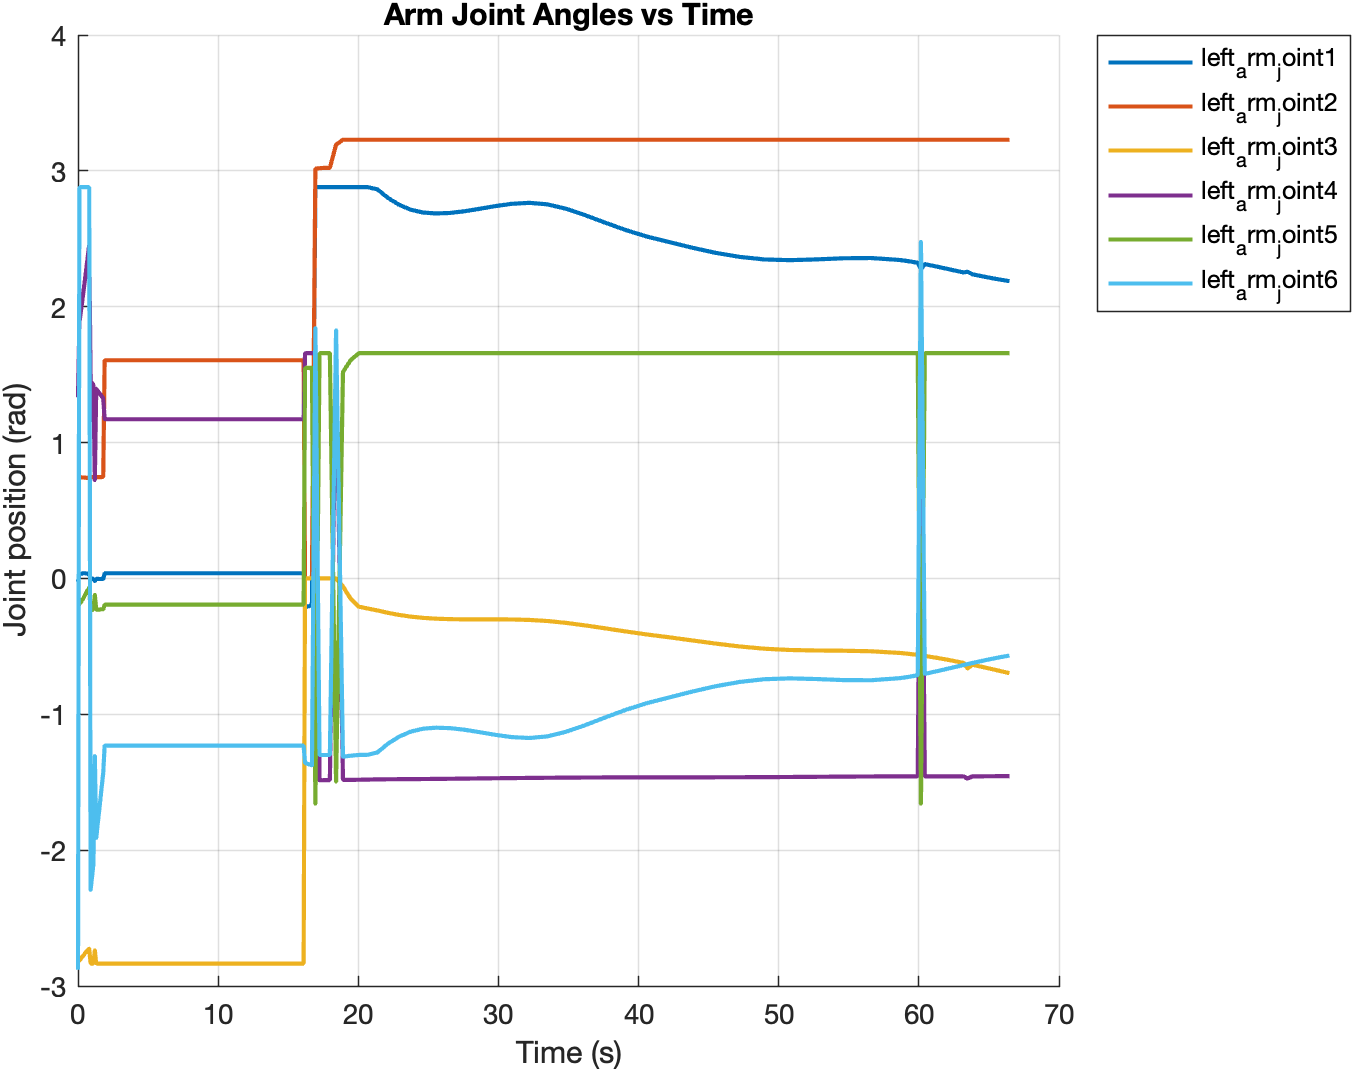 Arm Joint Angles vs Time
4
3
2
1
0
-1
-2
-3
Joint position (rad)
0 10 20 30 40 50 60 70
Time (s)
left_arm_joint1
left_arm_joint2
left_arm_joint3
left_arm_joint4
left_arm_joint5
left_arm_joint6